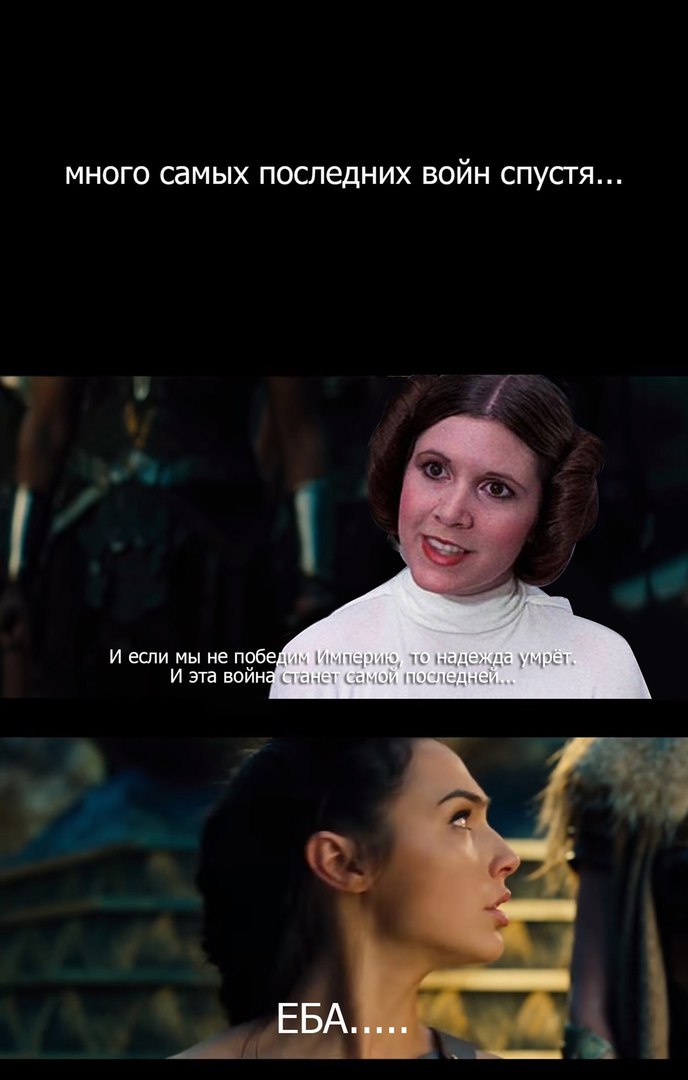 много самых последних войн спустя...
И если мы не победим Империю, то надежда умрёт.
И эта война станет самой последней...
ЕБА.....